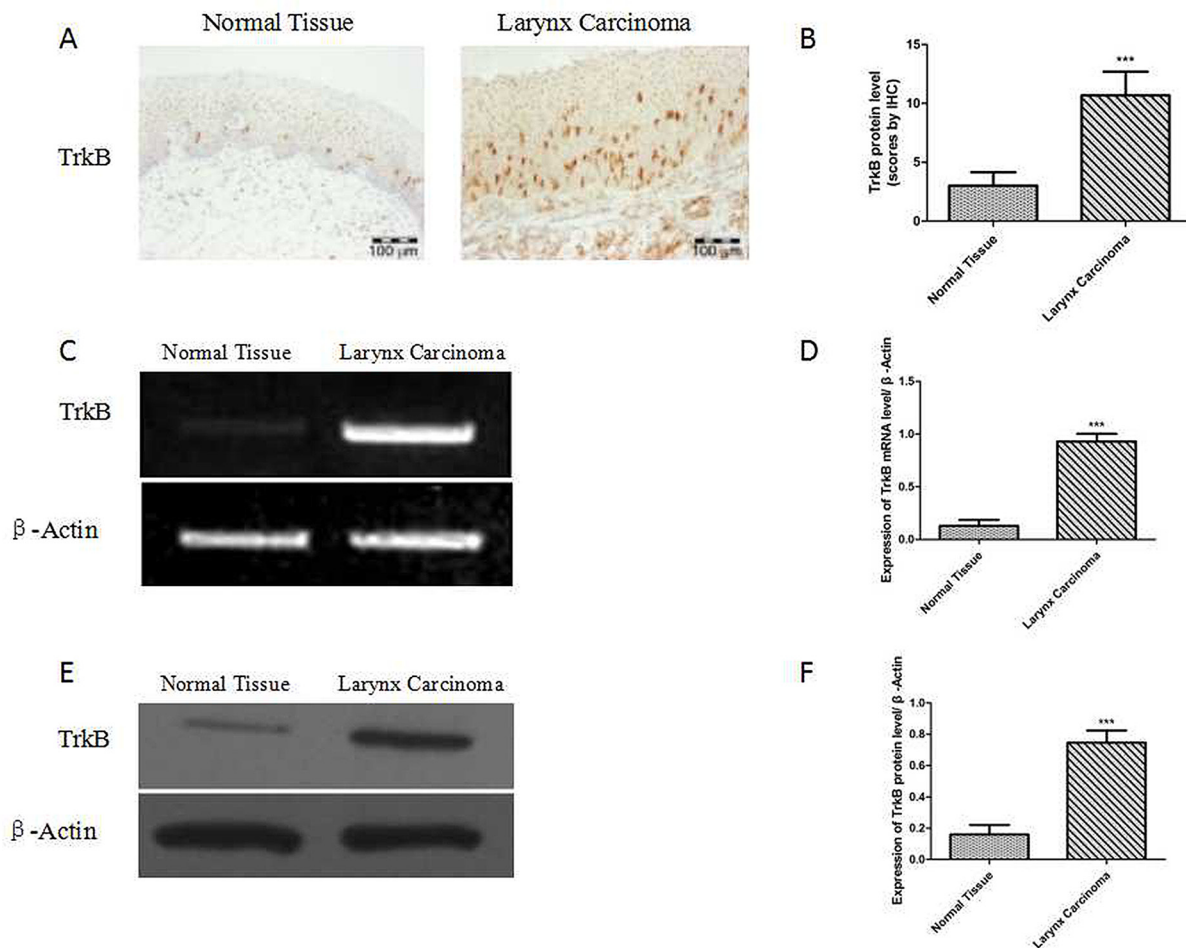 A
Normal Tissue
Larynx Carcinoma
TrkB
100 μm
100 μm
B
TrkB protein level
(scores by IHC)
15
10
5
0
***
Normal Tissue
Larynx Carcinoma
C
Normal Tissue
Larynx Carcinoma
TrkB
β-Actin
D
Expression of TrkB mRNA level/ β-Actin
1.5
1.0
0.5
0.0
***
Normal Tissue
Larynx Carcinoma
E
Normal Tissue
Larynx Carcinoma
TrkB
β-Actin
F
Expression of TrkB protein level/ β-Actin
1.0
0.8
0.6
0.4
0.2
0.0
***
Normal Tissue
Larynx Carcinoma